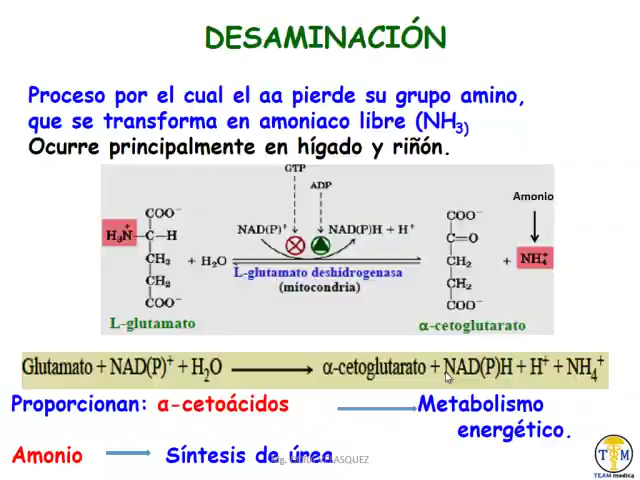 DESAMINACIÓN
Proceso por el cual el aa pierde su grupo amino,
que se transforma en amoniaco libre (NH3)
Ocurre principalmente en hígado y riñón.
GTP
ADP
Amonio
COO⁻
H₃N⁺—C—H
CH₂
CH₂
COO⁻
+ H₂O
NAD(P)⁺
NAD(P)H + H⁺
L-glutamato deshidrogenasa
(mitocondria)
COO⁻
C=O
CH₂
CH₂
COO⁻
+ NH₄⁺
L-glutamato
α-cetoglutarato
Glutamato + NAD(P)⁺ + H₂O ⟶ α-cetoglutarato + NAD(P)H + H⁺ + NH₄⁺
Proporcionan: α-cetoácidos ⟶ Metabolismo
energético.
Amonio ⟶ Síntesis de úrea
TM
TEAM medica